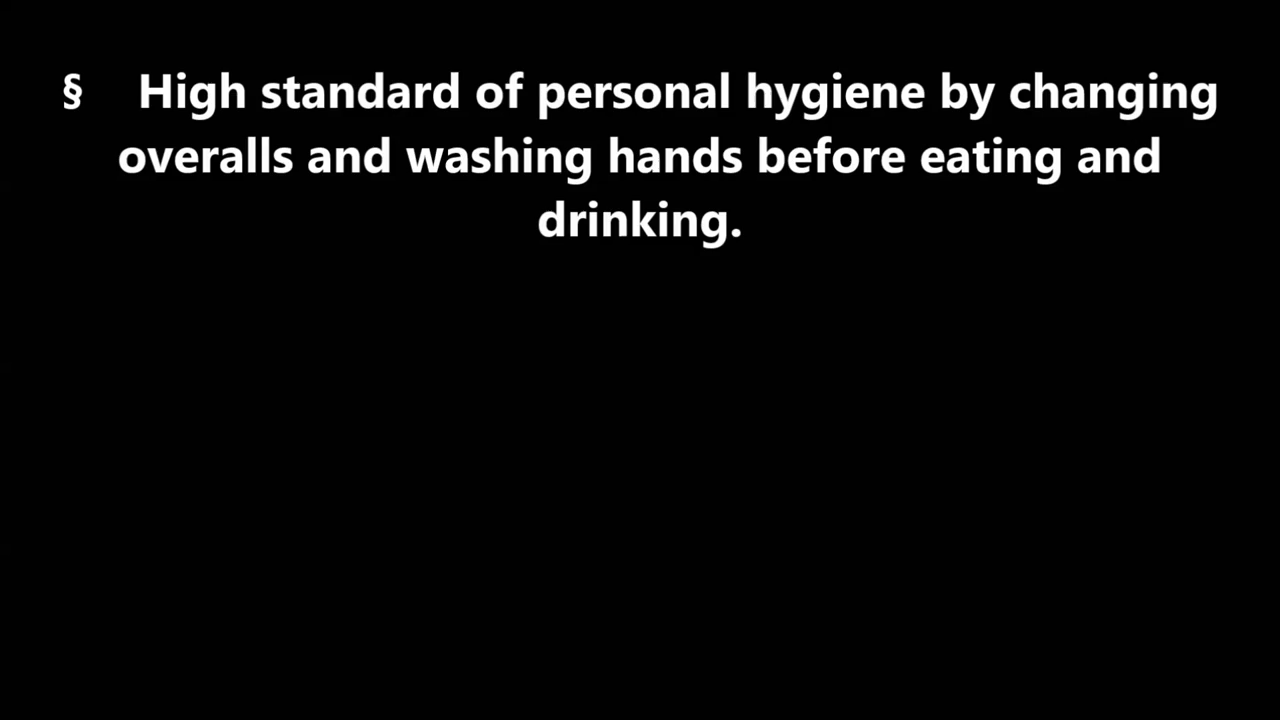 § High standard of personal hygiene by changing
overalls and washing hands before eating and
drinking.